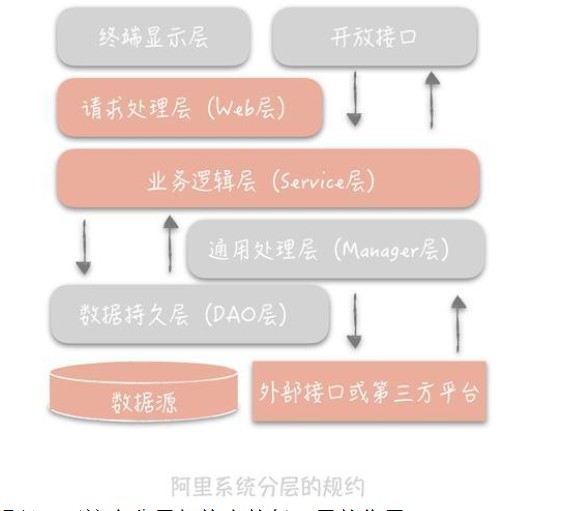 终端显示层
开放接口
请求处理层（Web层）
业务逻辑层（Service层）
通用处理层（Manager层）
数据持久层（DAO层）
数据源
外部接口或第三方平台
阿里系统分层的规约